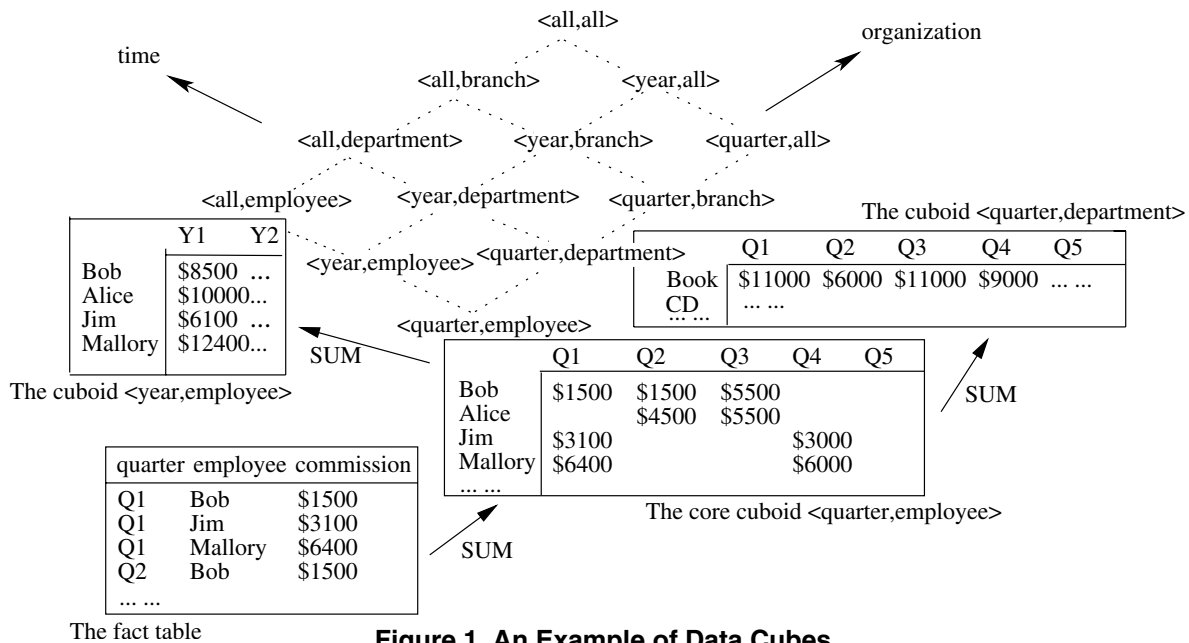 <all,all>
time
organization
<all,branch> <year,all>
<all,department> <year,branch> <quarter,all>
<all,employee> <year,department> <quarter,branch>
<year,employee> <quarter,department>
<quarter,employee>
The cuboid <quarter,department>
Q1 Q2 Q3 Q4 Q5
Book $11000 $6000 $11000 $9000 ... ...
CD ... ...
... ...
Y1 Y2
Bob $8500 ...
Alice $10000...
Jim $6100 ...
Mallory $12400...
The cuboid <year,employee>
SUM
SUM
Q1 Q2 Q3 Q4 Q5
Bob $1500 $1500 $5500
Alice $4500 $5500
Jim $3100 $3000
Mallory $6400 $6000
... ...
The core cuboid <quarter,employee>
SUM
quarter employee commission
Q1 Bob $1500
Q1 Jim $3100
Q1 Mallory $6400
Q2 Bob $1500
... ...
The fact table
Figure 1. An Example of Data Cubes